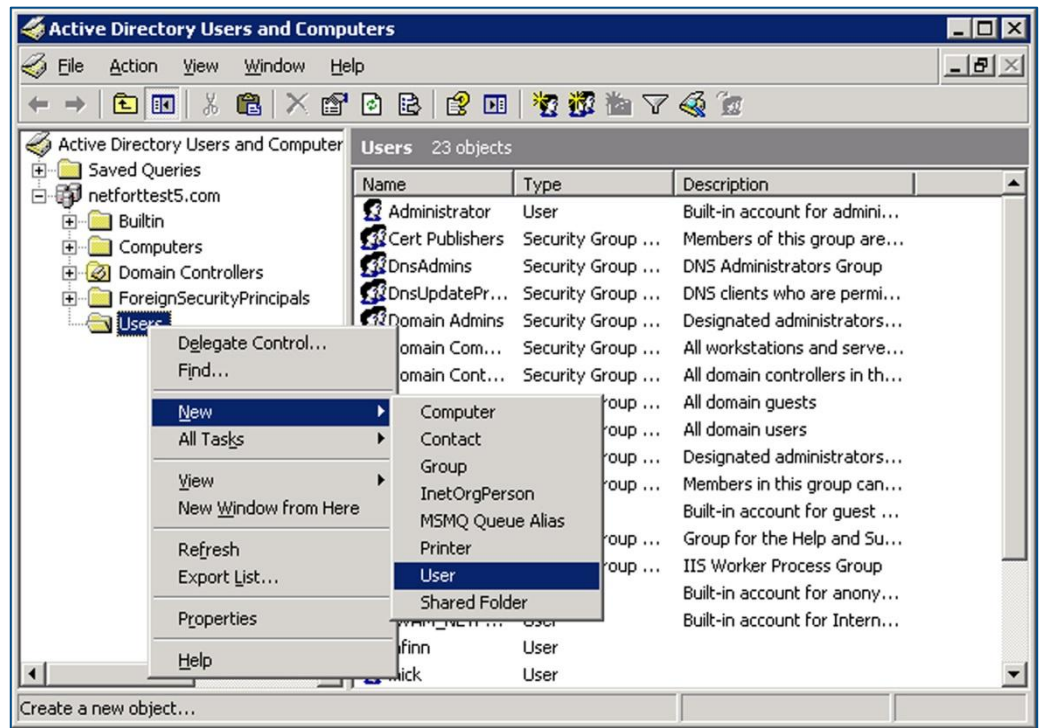 Active Directory Users and Computers
File Action View Window Help
Active Directory Users and Computer
Saved Queries
netforttest5.com
Builtin
Computers
Domain Controllers
ForeignSecurityPrincipals
Users
Users 23 objects
Name Type Description
Administrator User Built-in account for admini...
Cert Publishers Security Group ... Members of this group are...
DnsAdmins Security Group ... DNS Administrators Group
DnsUpdatePr... Security Group ... DNS clients who are permi...
Domain Admins Security Group ... Designated administrators...
omain Com... Security Group ... All workstations and serve...
omain Cont... Security Group ... All domain controllers in th...
roup ... All domain guests
roup ... All domain users
roup ... Designated administrators...
roup ... Members in this group can...
Built-in account for guest ...
roup ... Group for the Help and Su...
roup ... IIS Worker Process Group
Built-in account for anony...
User Built-in account for Intern...
finn User
mick User
Delegate Control...
Find...
New
All Tasks
View
New Window from Here
Refresh
Export List...
Properties
Help
Computer
Contact
Group
InetOrgPerson
MSMQ Queue Alias
Printer
User
Shared Folder
Create a new object...